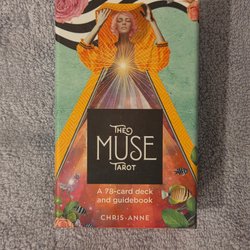 THE
MUSE
TAROT
A 78-card deck
and guidebook
CHRIS-ANNE